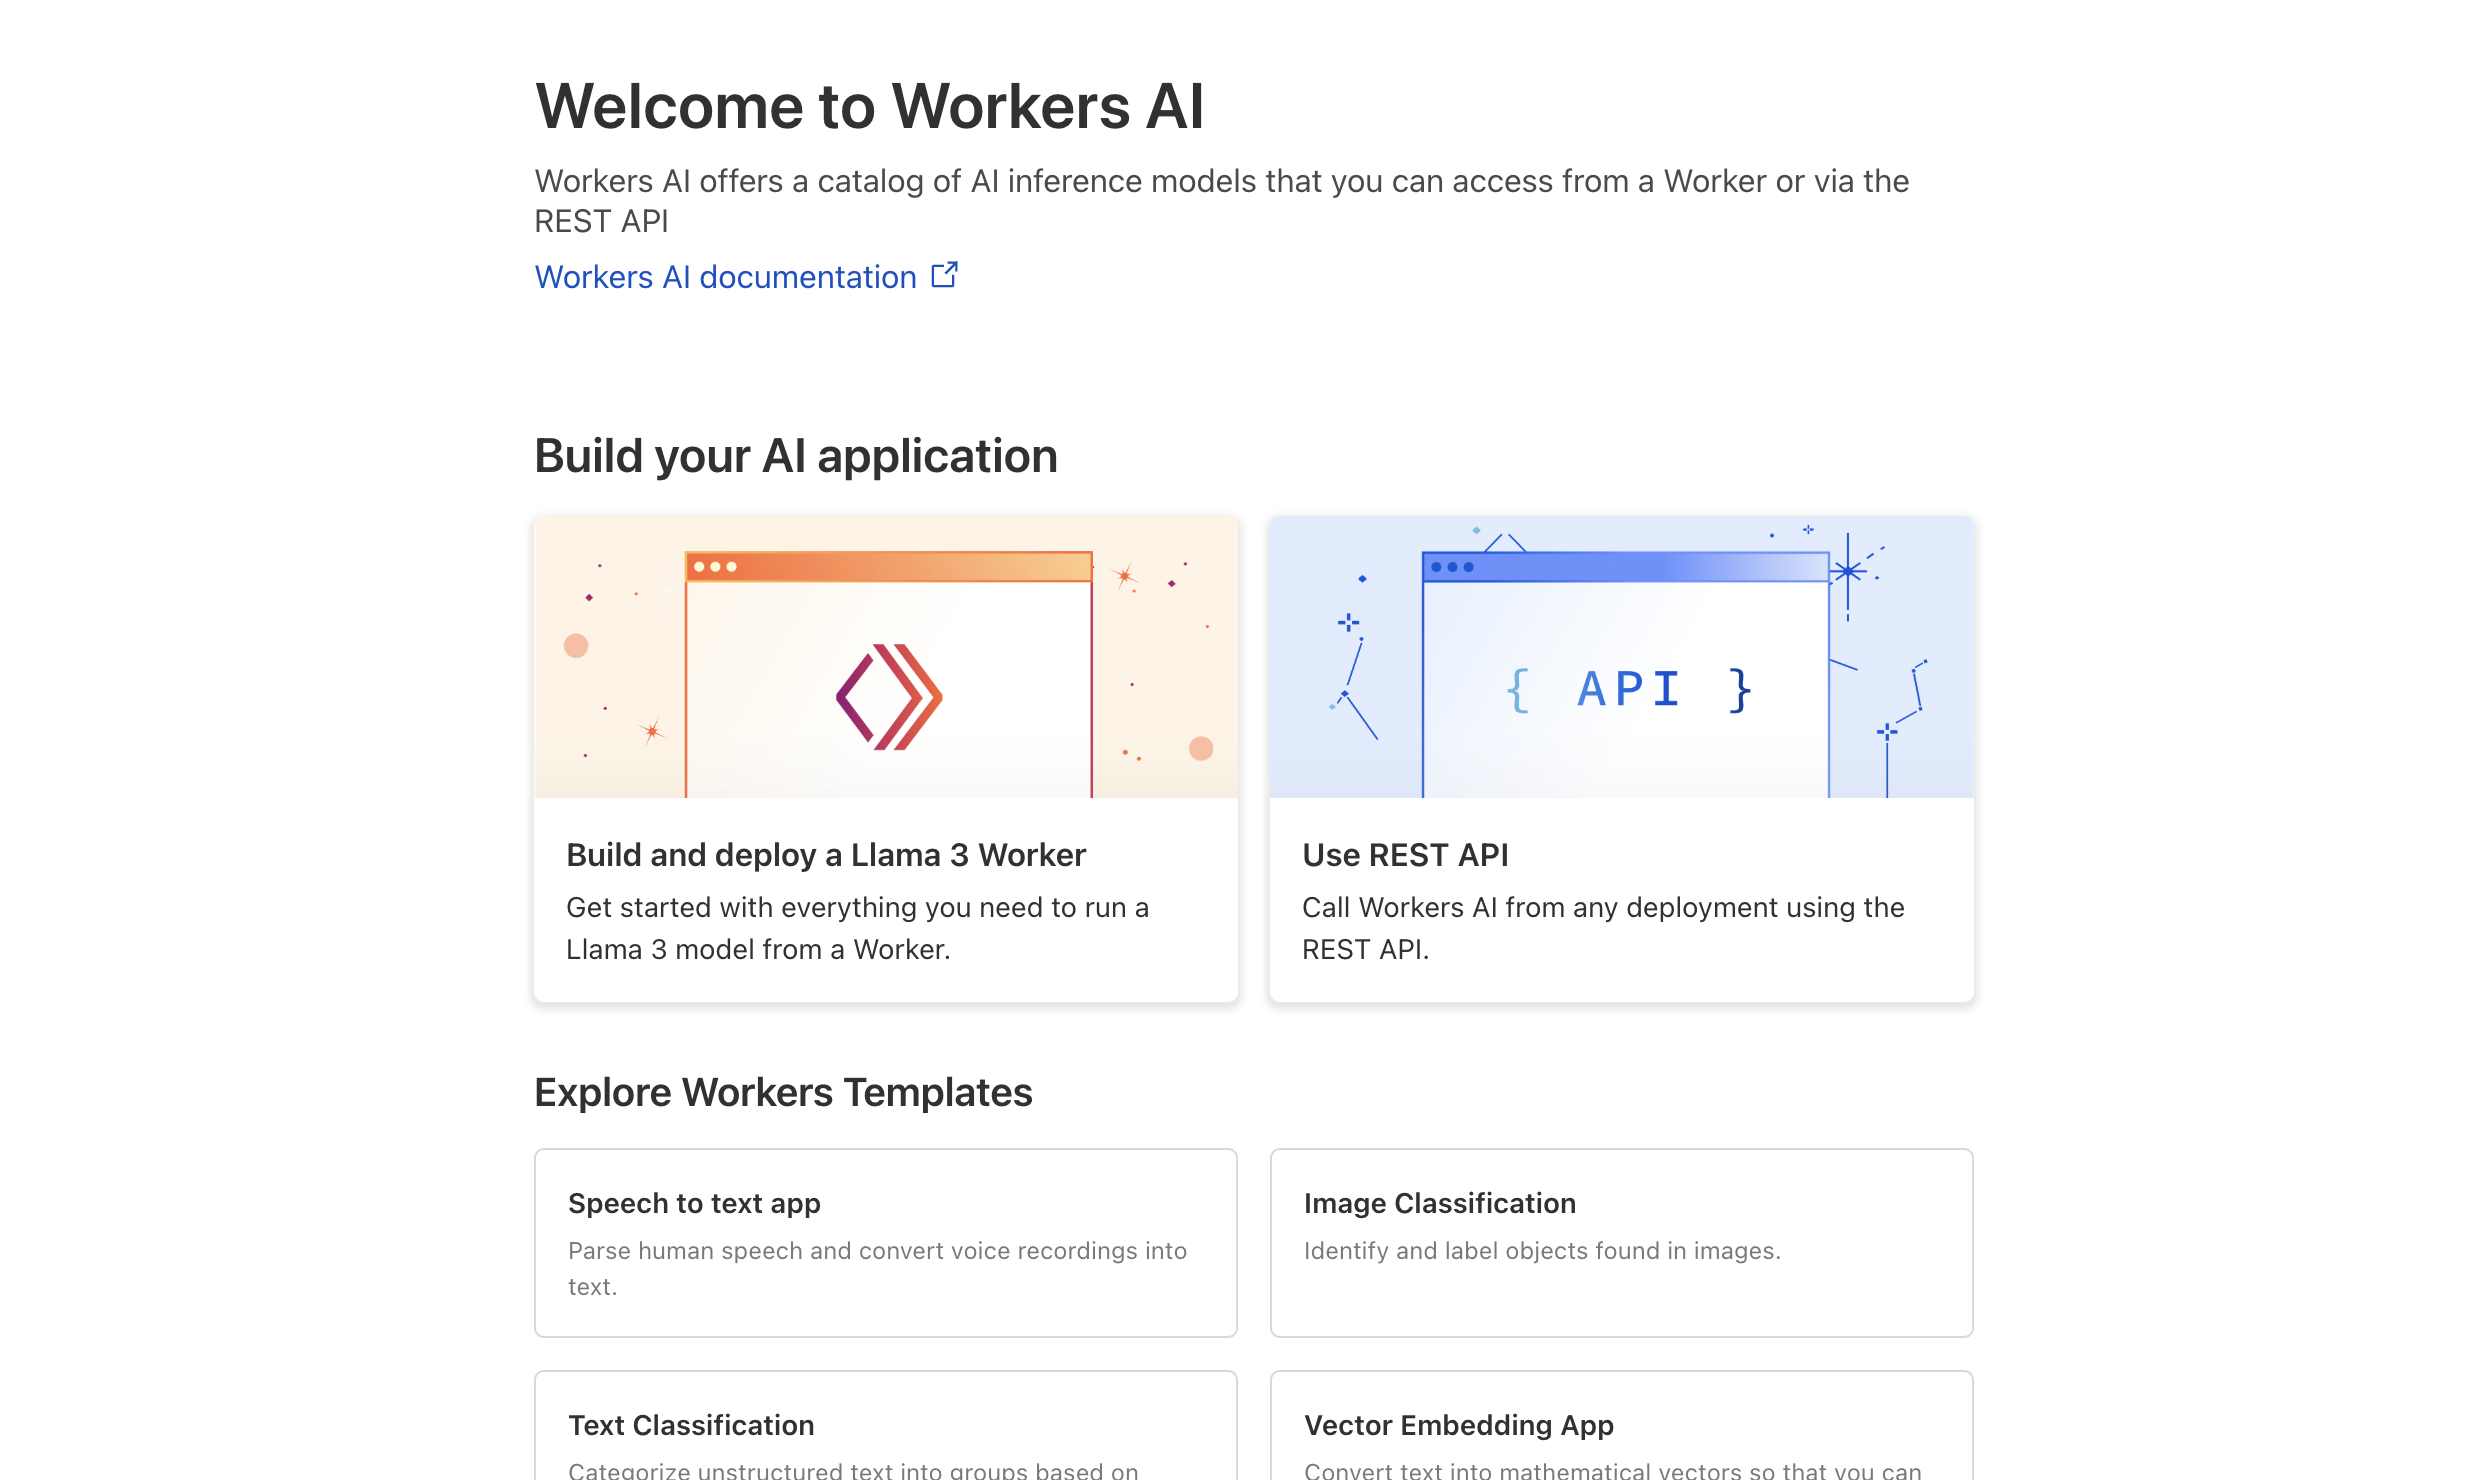 Welcome to Workers AI
Workers AI offers a catalog of AI inference models that you can access from a Worker or via the
REST API
Workers AI documentation
Build your AI application
{ API }
Build and deploy a Llama 3 Worker
Get started with everything you need to run a
Llama 3 model from a Worker.
Use REST API
Call Workers AI from any deployment using the
REST API.
Explore Workers Templates
Speech to text app
Parse human speech and convert voice recordings into
text.
Image Classification
Identify and label objects found in images.
Text Classification
Categorize unstructured text into groups based on
Vector Embedding App
Convert text into mathematical vectors so that you can